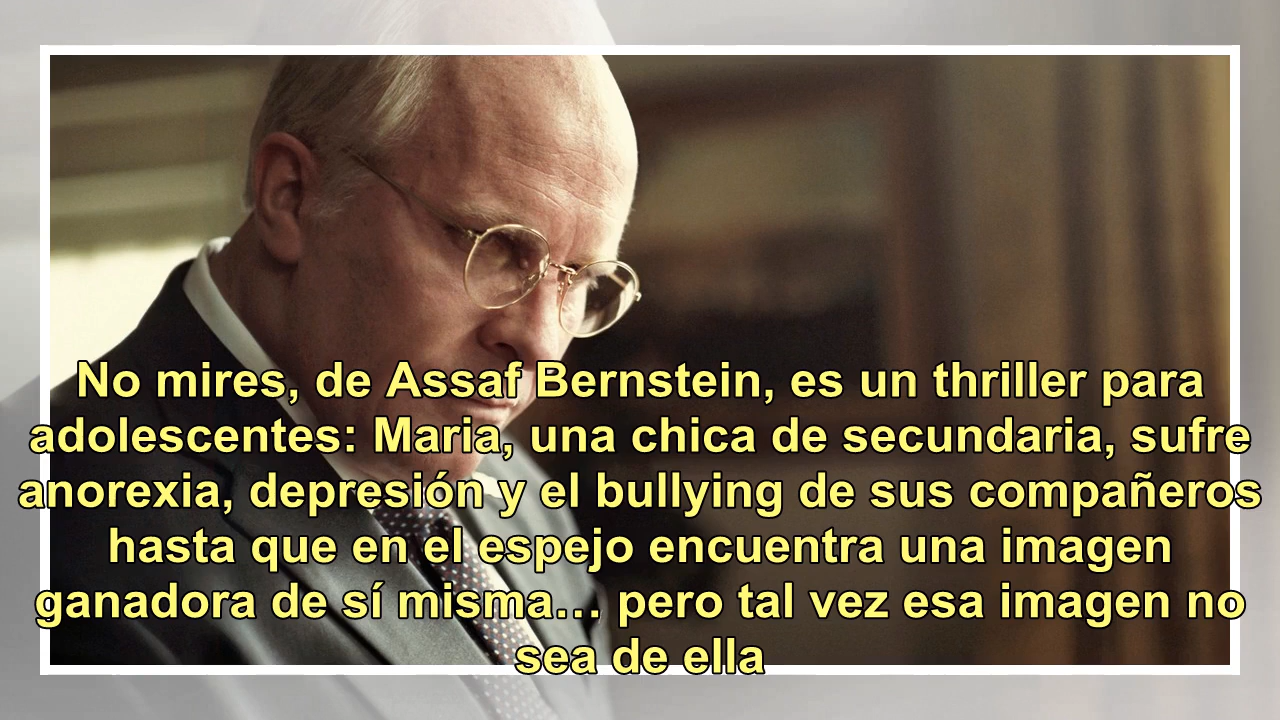 No mires, de Assaf Bernstein, es un thriller para
adolescentes: Maria, una chica de secundaria, sufre
anorexia, depresión y el bullying de sus compañeros
hasta que en el espejo encuentra una imagen
ganadora de sí misma… pero tal vez esa imagen no
sea de ella